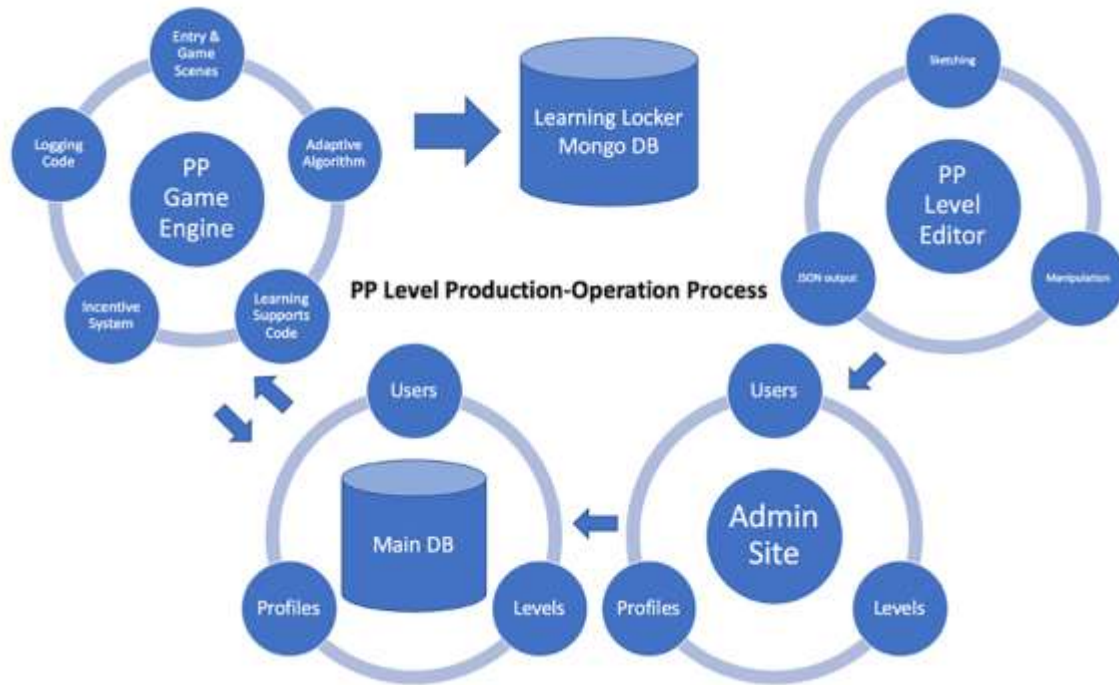 Entry &
Game
Scenes
Logging
Code
Adaptive
Algorithm
PP
Game
Engine
Incentive
System
Learning
Supports
Code
Learning Locker
Mongo DB
Sketching
PP
Level
Editor
JSON output
Manipulation
PP Level Production-Operation Process
Users
Main DB
Profiles
Levels
Users
Admin
Site
Profiles
Levels